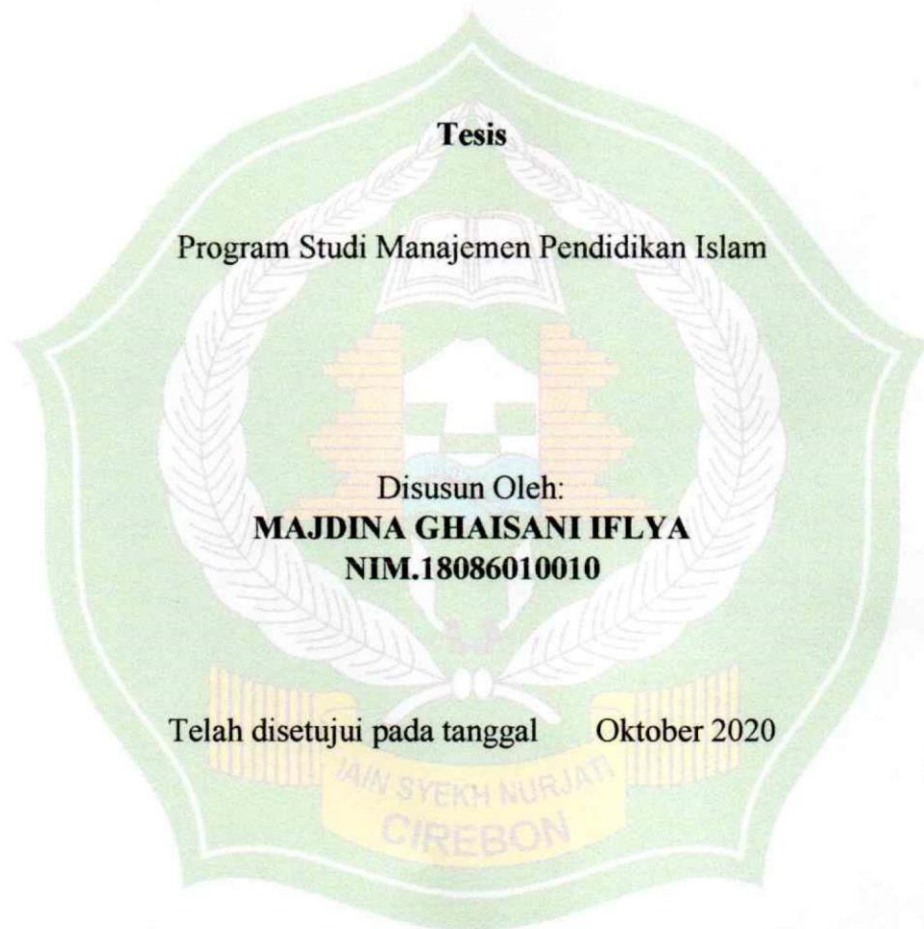 Tesis
Program Studi Manajemen Pendidikan Islam
Disusun Oleh:
MAJDINA GHAISANI IFLYA
NIM.18086010010
Telah disetujui pada tanggal Oktober 2020
IAIN SYEKH NURJATI
CIREBON